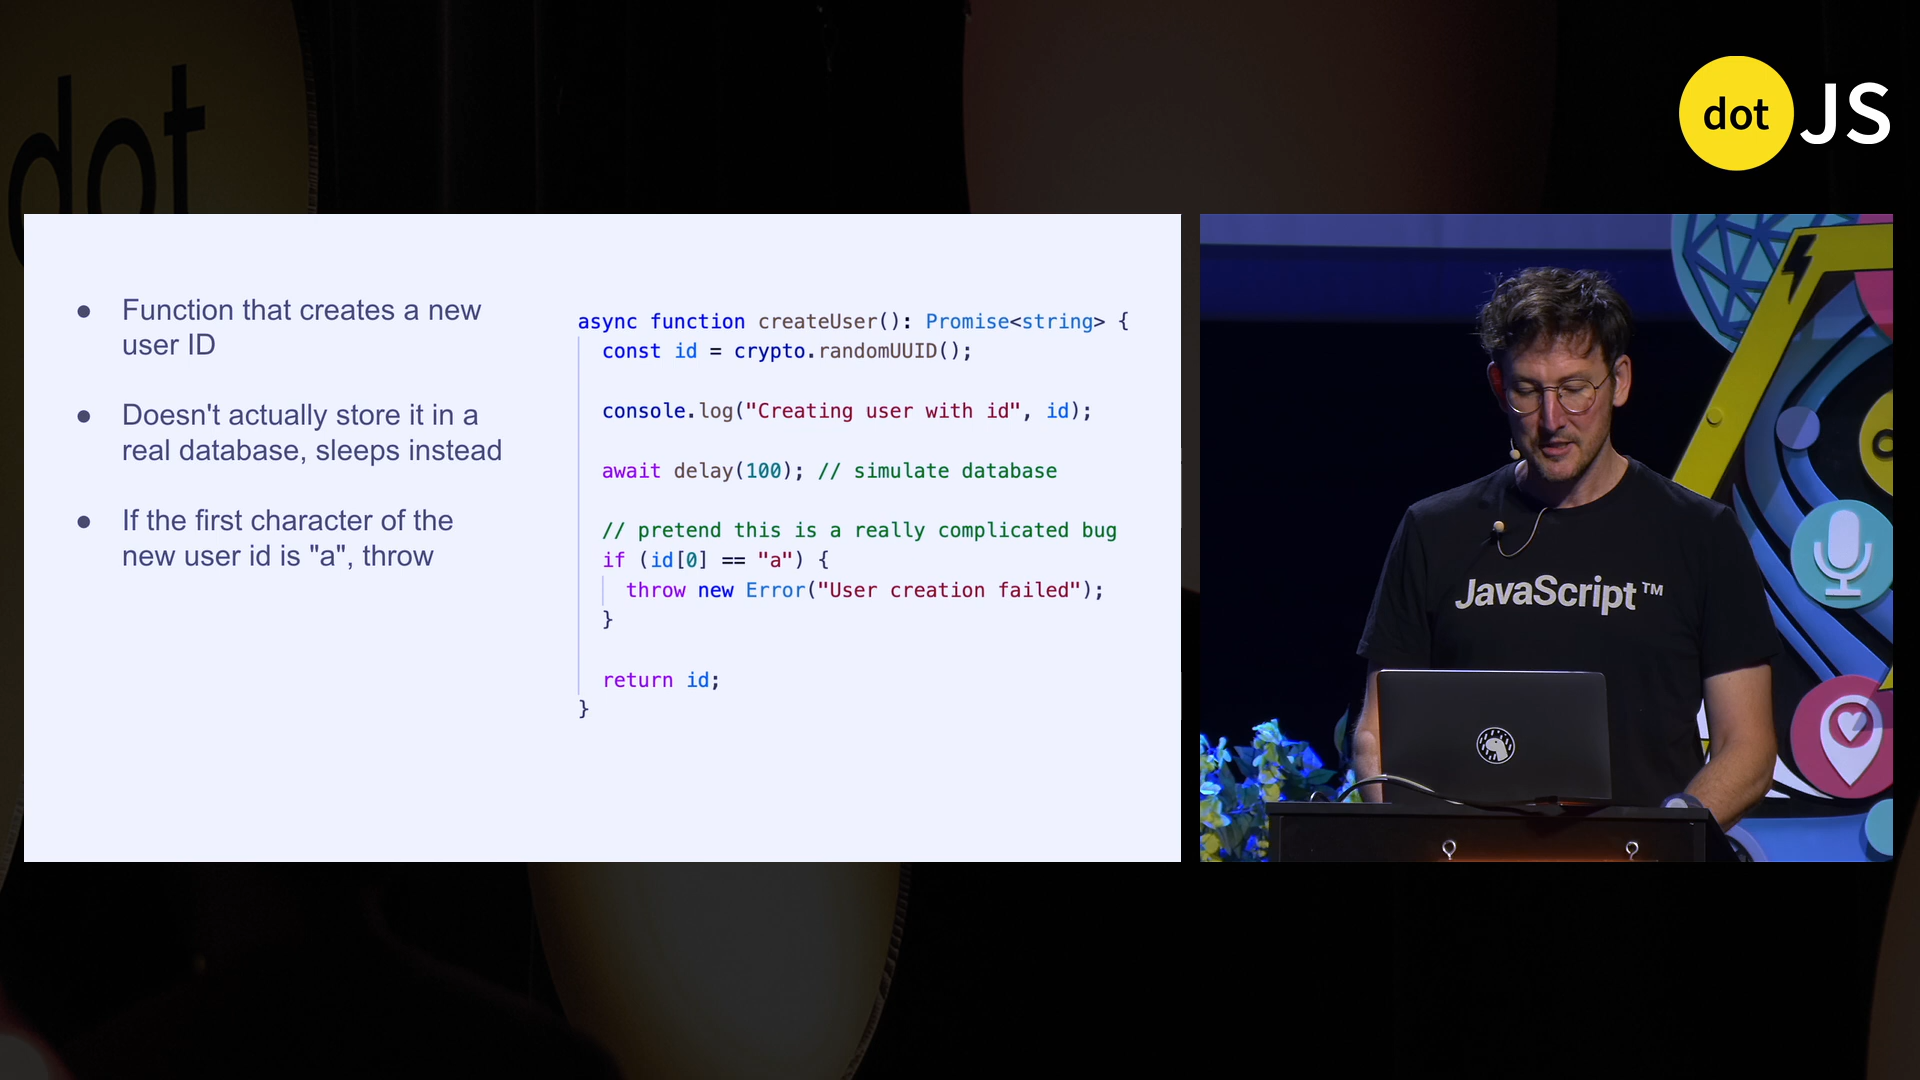 dot
dot JS
● Function that creates a new
user ID
● Doesn't actually store it in a
real database, sleeps instead
● If the first character of the
new user id is "a", throw
async function createUser(): Promise<string> {
const id = crypto.randomUUID();
console.log("Creating user with id", id);
await delay(100); // simulate database
// pretend this is a really complicated bug
if (id[0] == "a") {
throw new Error("User creation failed");
}
return id;
}
JavaScript™